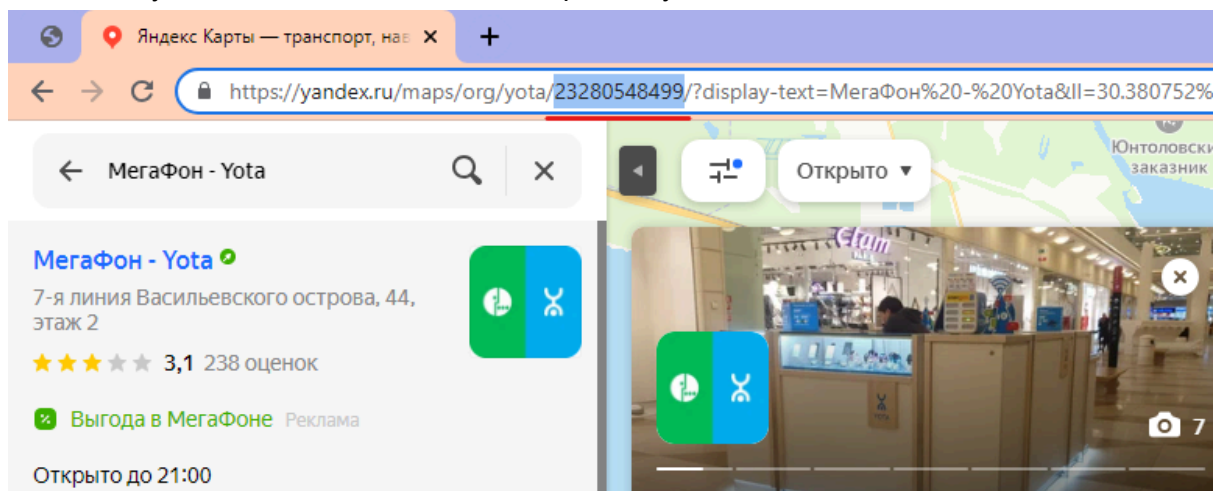 Яндекс Карты — транспорт, нав
https://yandex.ru/maps/org/yota/23280548499/?display-text=МегаФон%20-%20Yota&ll=30.380752%
МегаФон - Yota
Открыто
Юнтоловски
заказник
МегаФон - Yota
7-я линия Васильевского острова, 44,
этаж 2
3,1 238 оценок
Выгода в МегаФоне Реклама
Открыто до 21:00
7